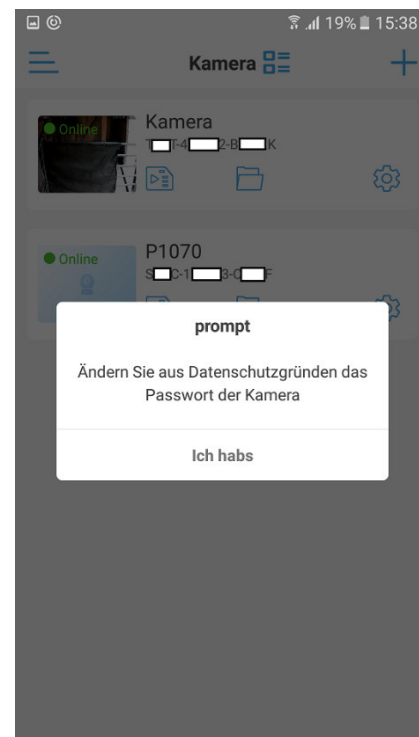 19% 15:38
Kamera
Online
Kamera
Online
P1070
prompt
Ändern Sie aus Datenschutzgründen das
Passwort der Kamera
Ich habs